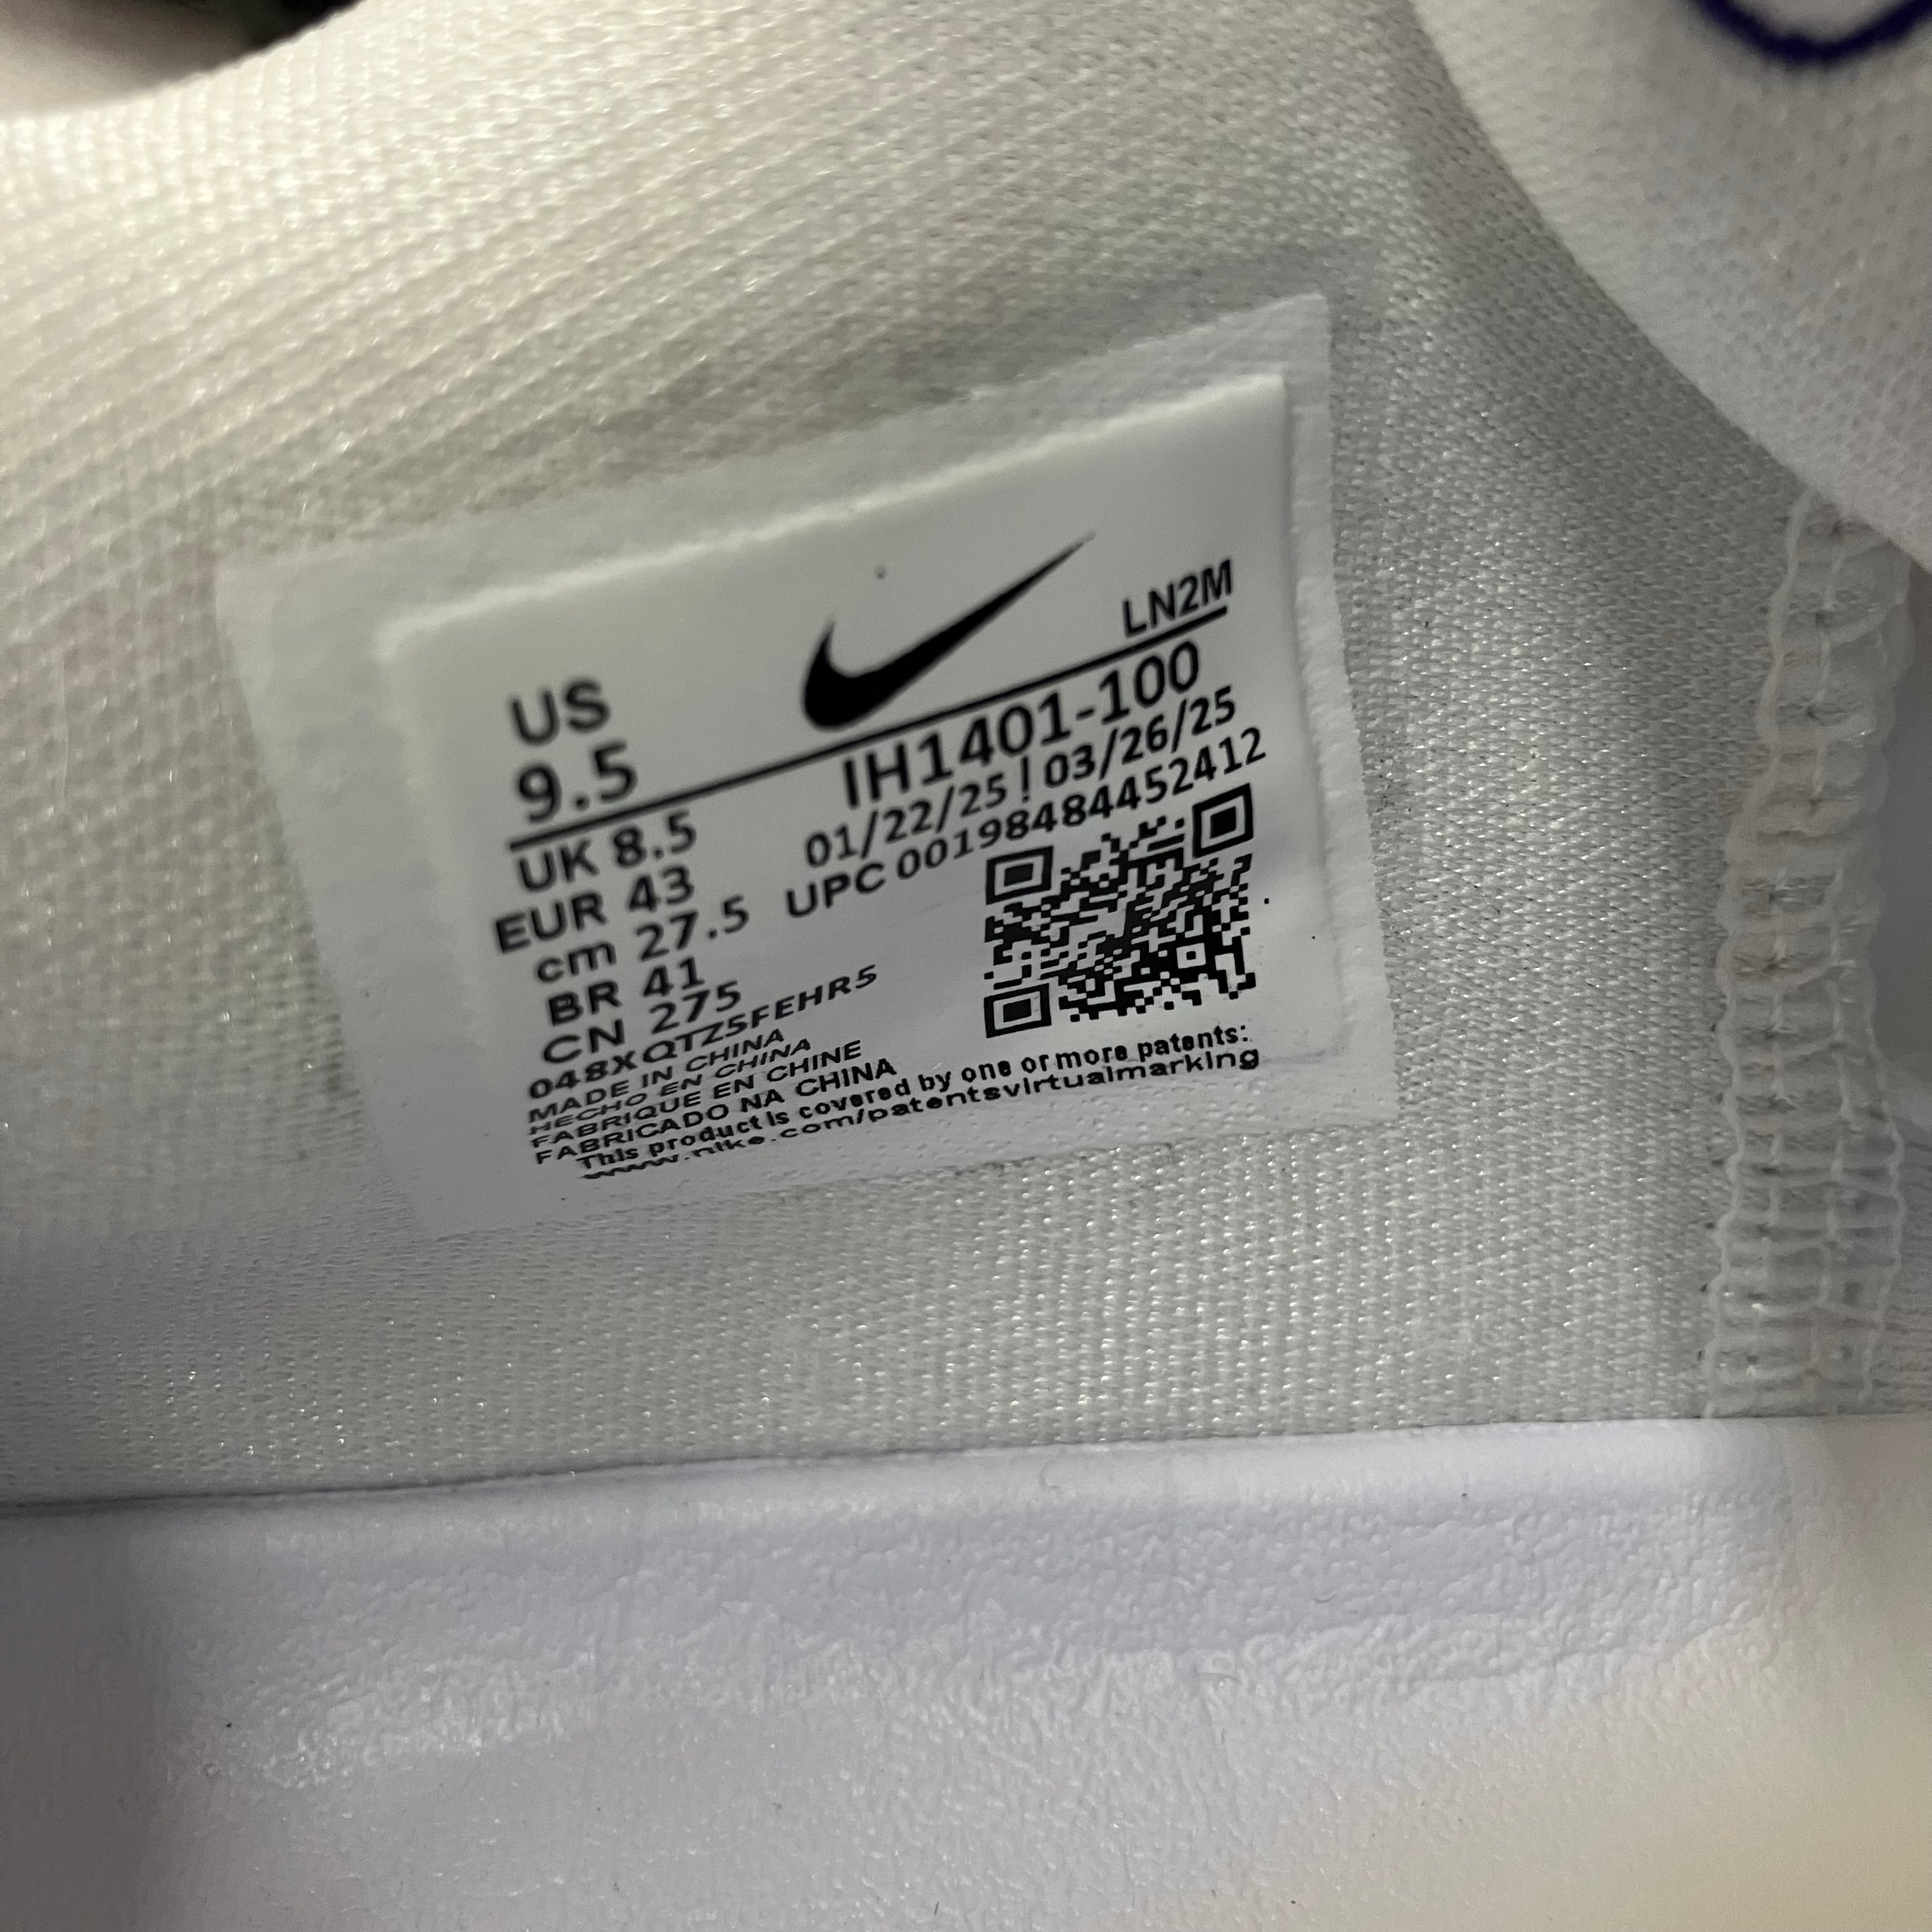 LN2M
US
9.5
IH1401-100
01/22/25 | 03/26/25
UPC 00198484452412
UK 8.5
EUR 43
cm 27.5
BR 41
CN 275
048XQTZ5FEHR5
MADE IN CHINA
HECHO EN CHINA
FABRIQUE EN CHINE
FABRICADO NA CHINA
This product is covered by one or more patents:
www.nike.com/patentsvirtualmarking